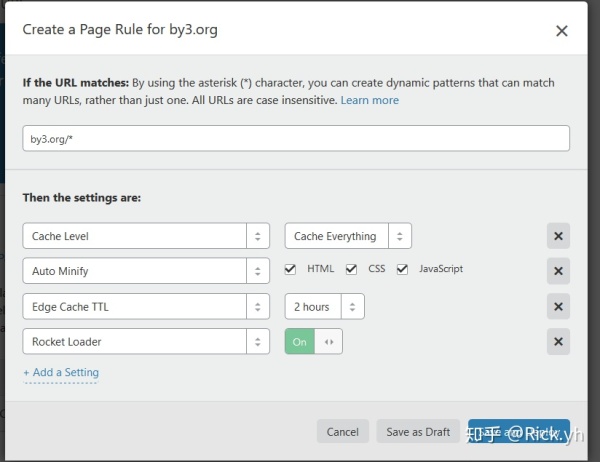 Create a Page Rule for by3.org
If the URL matches: By using the asterisk (*) character, you can create dynamic patterns that can match
many URLs, rather than just one. All URLs are case insensitive. Learn more
by3.org/*
Then the settings are:
Cache Level Cache Everything
Auto Minify HTML CSS JavaScript
Edge Cache TTL 2 hours
Rocket Loader On
+ Add a Setting
Cancel Save as Draft Save and Deploy
知乎 @Rick.yh